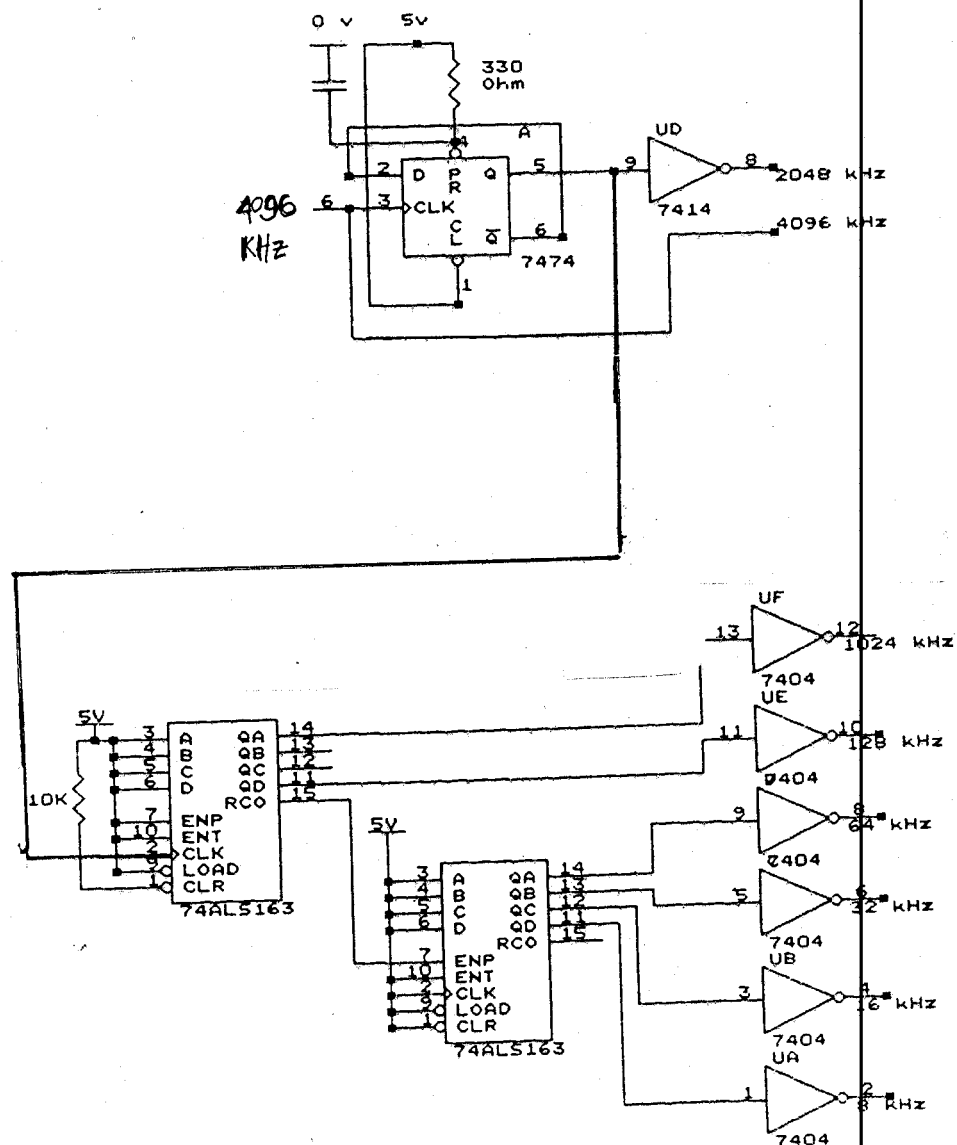 0 v 5v
330
Ohm
A
4
UD
2 D P Q 5
R
9 8
2048 kHz
4096
KHz
6 3 CLK
7414
4096 kHz
C
L Q̅ 6
7474
1
UF
13 12
1024 kHz
7404
UE
5V
14
3 A QA
11 10
128 kHz
4 B QB 13
5 C QC 12
6 D QD 11
RCO 15
10K
7 ENP
10 ENT
2 CLK
9 LOAD
1 CLR
74ALS163
404
9 8
64 kHz
5V
404
3 A QA 14
4 B QB 13
5 C QC 12
6 D QD 11
RCO 15
5 6
32 kHz
7404
7 ENP
10 ENT
2 CLK
9 LOAD
1 CLR
74ALS163
UB
3 4
16 kHz
7404
UA
1 2
8 kHz
7404